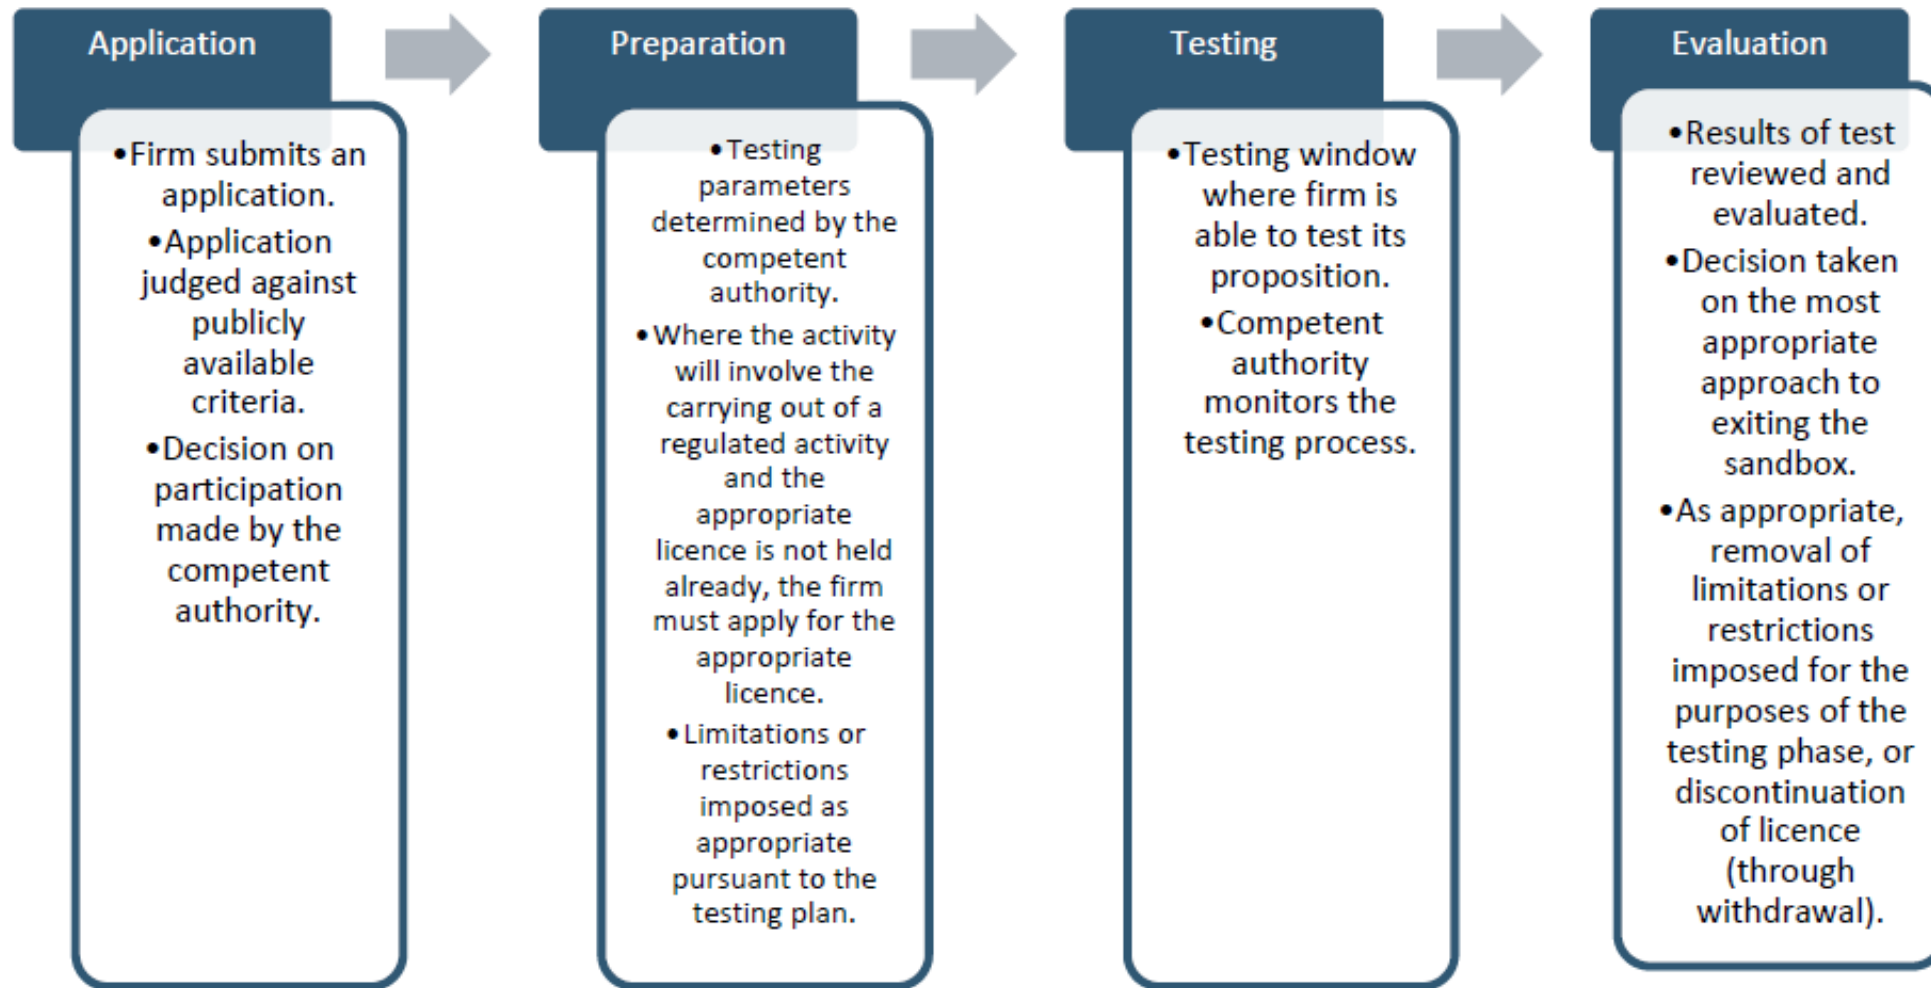 Application
•Firm submits an
application.
•Application
judged against
publicly
available
criteria.
•Decision on
participation
made by the
competent
authority.
Preparation
•Testing
parameters
determined by the
competent
authority.
•Where the activity
will involve the
carrying out of a
regulated activity
and the
appropriate
licence is not held
already, the firm
must apply for the
appropriate
licence.
•Limitations or
restrictions
imposed as
appropriate
pursuant to the
testing plan.
Testing
•Testing window
where firm is
able to test its
proposition.
•Competent
authority
monitors the
testing process.
Evaluation
•Results of test
reviewed and
evaluated.
•Decision taken
on the most
appropriate
approach to
exiting the
sandbox.
•As appropriate,
removal of
limitations or
restrictions
imposed for the
purposes of the
testing phase, or
discontinuation
of licence
(through
withdrawal).